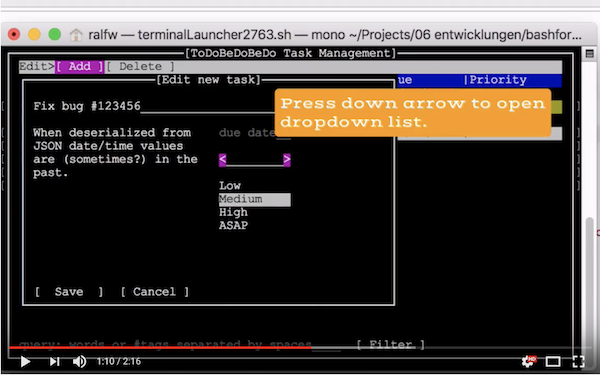 ralfw — terminalLauncher2763.sh — mono ~/Projects/06 entwicklungen/bashfor...
[ToDoBeDoBeDo Task Management]
Edit>[ Add ][ Delete ]
[Edit new task]
ue |Priority
Fix bug #123456
Press down arrow to open
dropdown list.
When deserialized from
JSON date/time values
are (sometimes?) in the
past.
due date
< >
Low
Medium
High
ASAP
[ Save ] [ Cancel ]
query: words or #tags separated by spaces [ Filter ]
1:10 / 2:16
HD